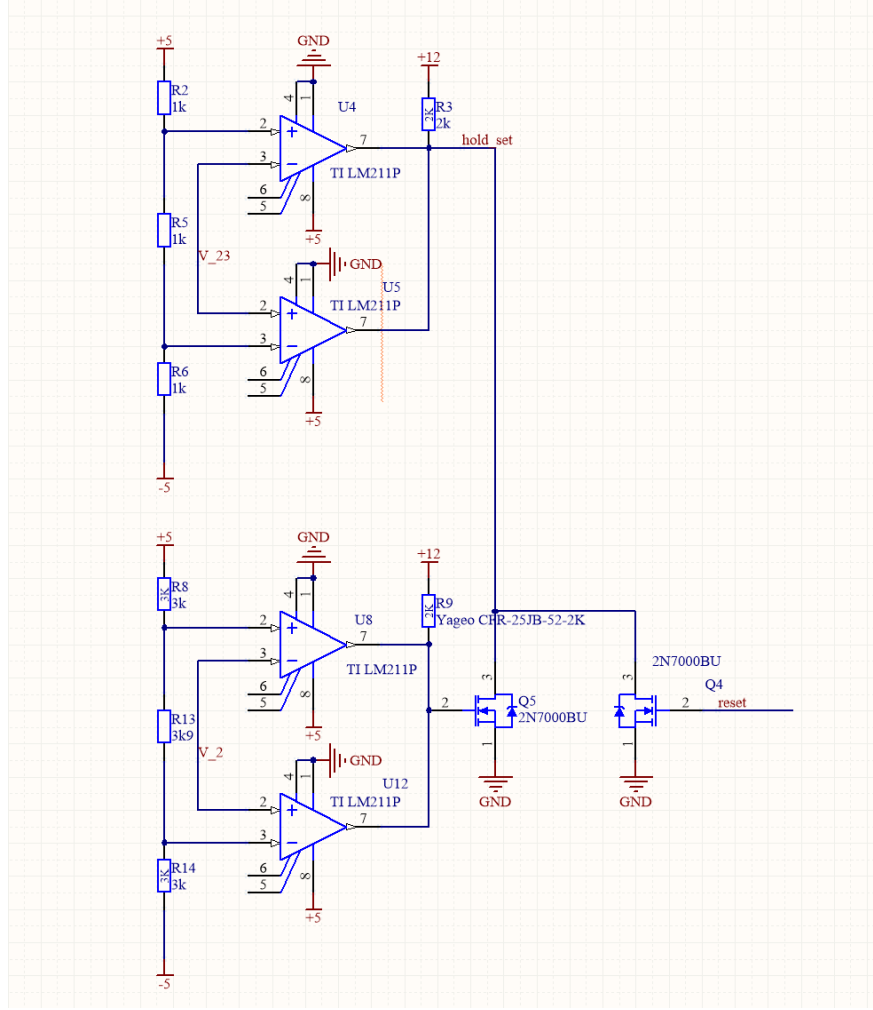 +5
GND
+12
R2
1k
4
1
U4
2K
R3
2k
2
+
7
hold_set
3
−
TI LM211P
6
5
8
R5
1k
+5
V_23
GND
4
1
U5
TI LM211P
2
+
7
3
−
R6
1k
6
5
8
+5
-5
+5
GND
+12
3K
R8
3k
4
1
U8
2K
R9
Yageo CFR-25JB-52-2K
2
+
7
3
−
TI LM211P
2N7000BU
6
5
8
3
3
Q4
R13
3k9
+5
2
Q5
2N7000BU
2
reset
V_2
GND
4
1
U12
TI LM211P
1
1
2
+
7
GND
GND
3
−
3K
R14
3k
6
5
8
+5
-5